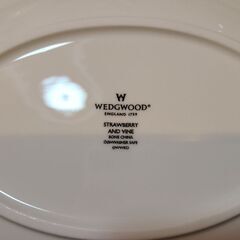 W
WEDGWOOD®
ENGLAND 1759
STRAWBERRY
AND VINE
BONE CHINA
DISHWASHER SAFE